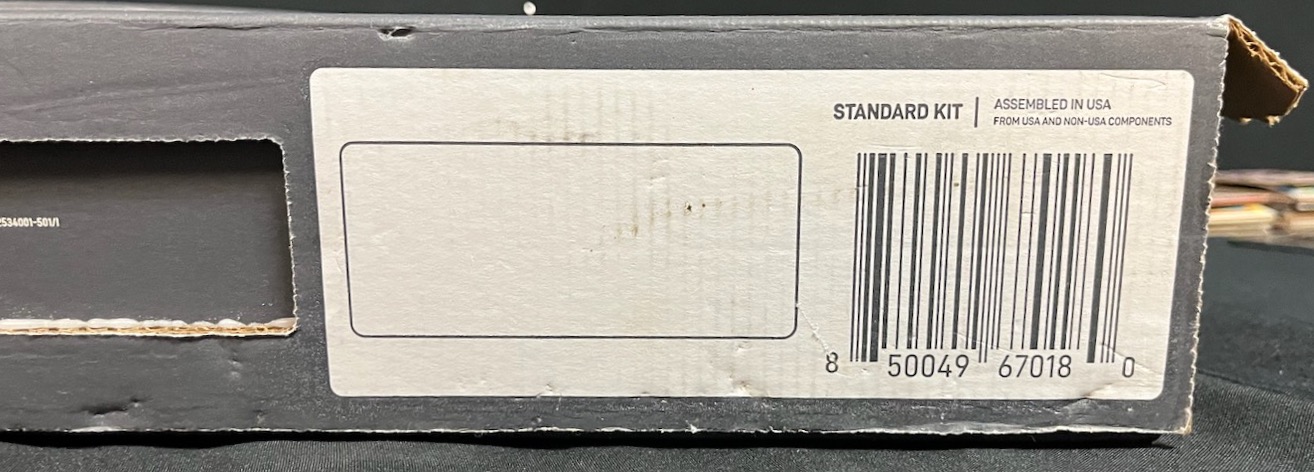 2534001-501/1
STANDARD KIT
ASSEMBLED IN USA
FROM USA AND NON-USA COMPONENTS
8 50049 67018 0